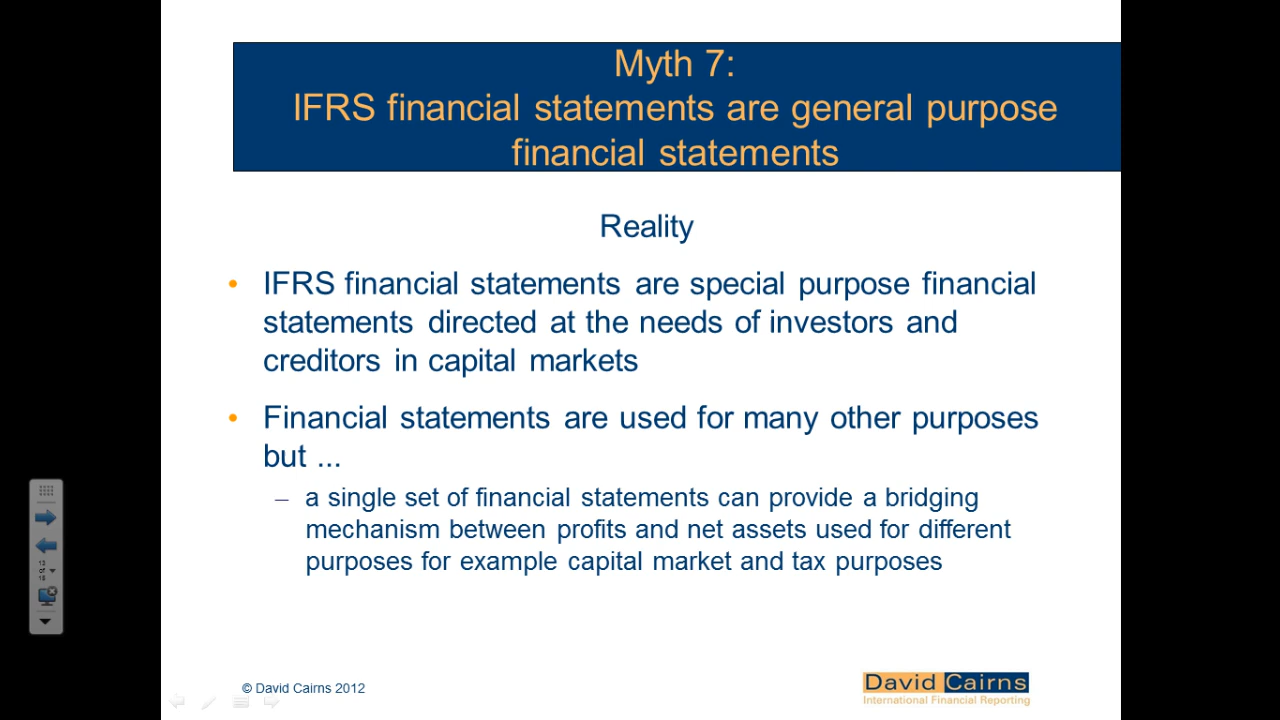 Myth 7:
IFRS financial statements are general purpose
financial statements
Reality
• IFRS financial statements are special purpose financial
statements directed at the needs of investors and
creditors in capital markets
• Financial statements are used for many other purposes
but ...
– a single set of financial statements can provide a bridging
mechanism between profits and net assets used for different
purposes for example capital market and tax purposes
13
of
18
© David Cairns 2012
David Cairns
International Financial Reporting